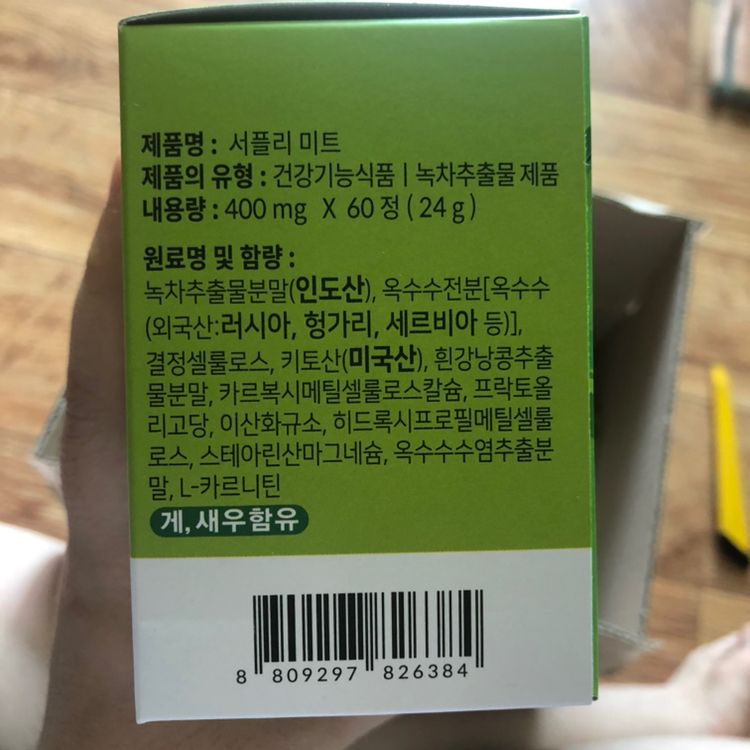 제품명 : 서플리 미트
제품의 유형 : 건강기능식품 | 녹차추출물 제품
내용량 : 400 mg X 60 정 ( 24 g )
원료명 및 함량 :
녹차추출물분말(인도산), 옥수수전분[옥수수
(외국산:러시아, 헝가리, 세르비아 등)],
결정셀룰로스, 키토산(미국산), 흰강낭콩추출
물분말, 카르복시메틸셀룰로스칼슘, 프락토올
리고당, 이산화규소, 히드록시프로필메틸셀룰
로스, 스테아린산마그네슘, 옥수수수염추출분
말, L-카르니틴
게, 새우함유
8 809297 826384